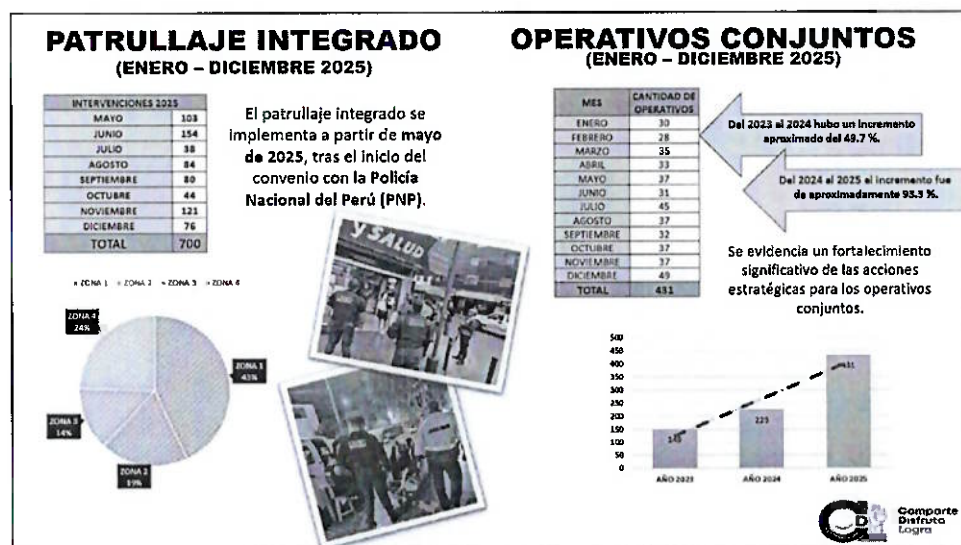 PATRULLAJE INTEGRADO
(ENERO – DICIEMBRE 2025)
INTERVENCIONES 2025
MAYO 103
JUNIO 154
JULIO 38
AGOSTO 84
SEPTIEMBRE 80
OCTUBRE 44
NOVIEMBRE 121
DICIEMBRE 76
TOTAL 700
El patrullaje integrado se
implementa a partir de mayo
de 2025, tras el inicio del
convenio con la Policía
Nacional del Perú (PNP).
ZONA 1 ZONA 2 ZONA 3 ZONA 4
ZONA 4
24%
ZONA 1
43%
ZONA 3
14%
ZONA 2
19%
Y SALUD
OPERATIVOS CONJUNTOS
(ENERO – DICIEMBRE 2025)
MES CANTIDAD DE
OPERATIVOS
ENERO 30
FEBRERO 28
MARZO 35
ABRIL 33
MAYO 37
JUNIO 31
JULIO 45
AGOSTO 37
SEPTIEMBRE 32
OCTUBRE 37
NOVIEMBRE 37
DICIEMBRE 49
TOTAL 431
Del 2023 al 2024 hubo un incremento
aproximado del 49.7 %.
Del 2024 al 2025 el incremento fue
de aproximadamente 93.3 %.
Se evidencia un fortalecimiento
significativo de las acciones
estratégicas para los operativos
conjuntos.
500
450
400
350
300
250
200
150
100
50
0
149
223
431
AÑO 2023 AÑO 2024 AÑO 2025
Comparte
Disfruta
Logra